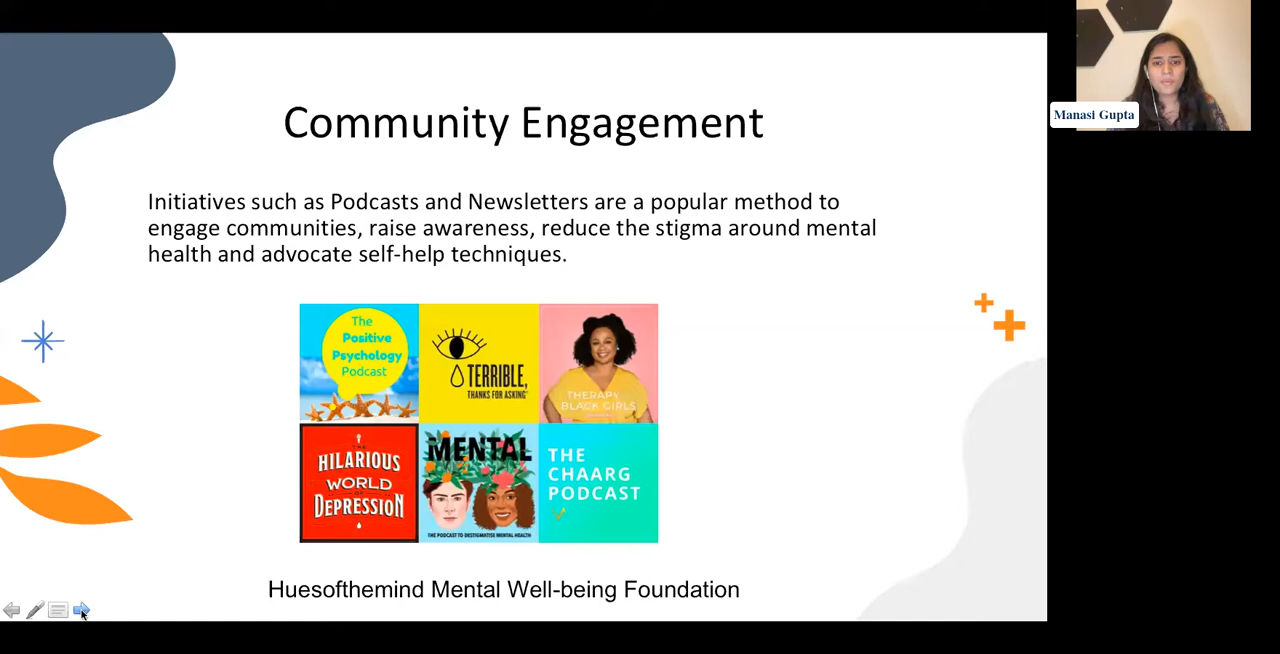 Community Engagement
Manasi Gupta
Initiatives such as Podcasts and Newsletters are a popular method to
engage communities, raise awareness, reduce the stigma around mental
health and advocate self-help techniques.
The
Positive
Psychology
Podcast
TERRIBLE,
THANKS FOR ASKING
THERAPY
BLACK GIRLS
THE
HILARIOUS
WORLD
OF
DEPRESSION
MENTAL
THE PODCAST TO DESTIGMATISE MENTAL HEALTH
THE
CHAARG
PODCAST
Huesofthemind Mental Well-being Foundation